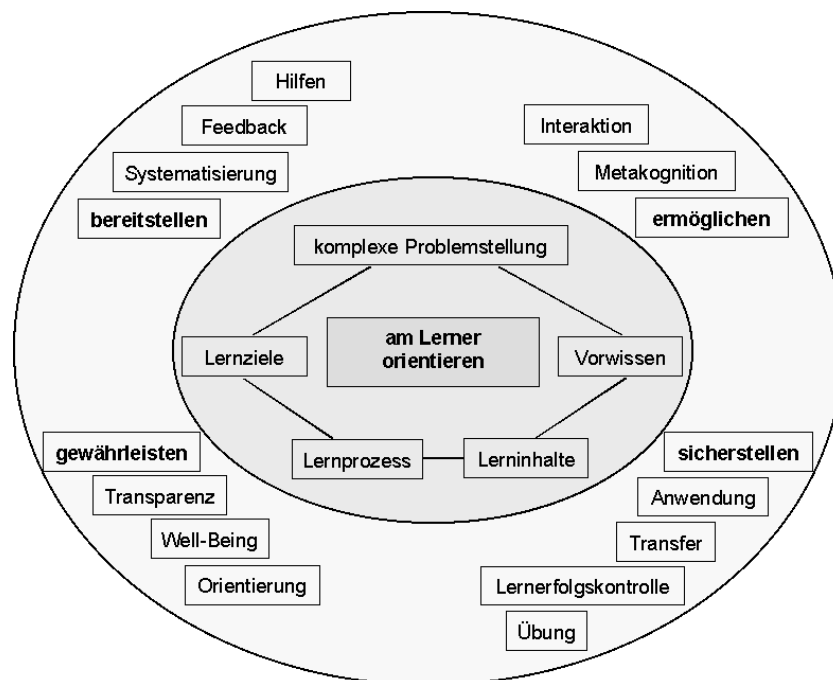 Hilfen
Feedback
Systematisierung
bereitstellen
Interaktion
Metakognition
ermöglichen
komplexe Problemstellung
am Lerner
orientieren
Lernziele
Vorwissen
Lernprozess
Lerninhalte
gewährleisten
Transparenz
Well-Being
Orientierung
sicherstellen
Anwendung
Transfer
Lernerfolgskontrolle
Übung